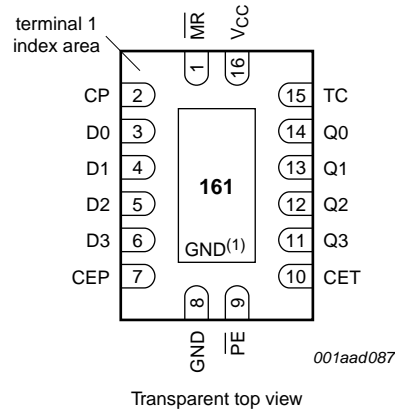 terminal 1
index area
M̅R̅
VCC
1
16
CP 2
15 TC
D0 3
14 Q0
D1 4
13 Q1
161
D2 5
12 Q2
D3 6
11 Q3
GND(1)
CEP 7
10 CET
8
9
GND
P̅E̅
001aad087
Transparent top view